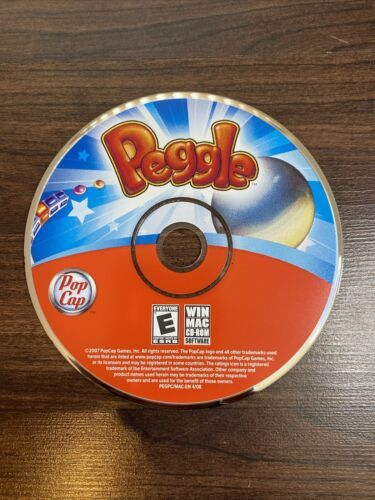 Peggle™
Pop
Cap
™
EVERYONE
E
ESRB
WIN
MAC
CD-ROM
SOFTWARE
©2007 PopCap Games, Inc. All rights reserved. The PopCap logo and all other trademarks used
herein that are listed at www.popcap.com/trademarks are trademarks of PopCap Games, Inc.
or its licensors and may be registered in some countries. The ratings icon is a registered
trademark of the Entertainment Software Association. Other company and
product names used herein may be trademarks of their respective
owners and are used for the benefit of those owners.
PEGPC/MAC-EN 4/08